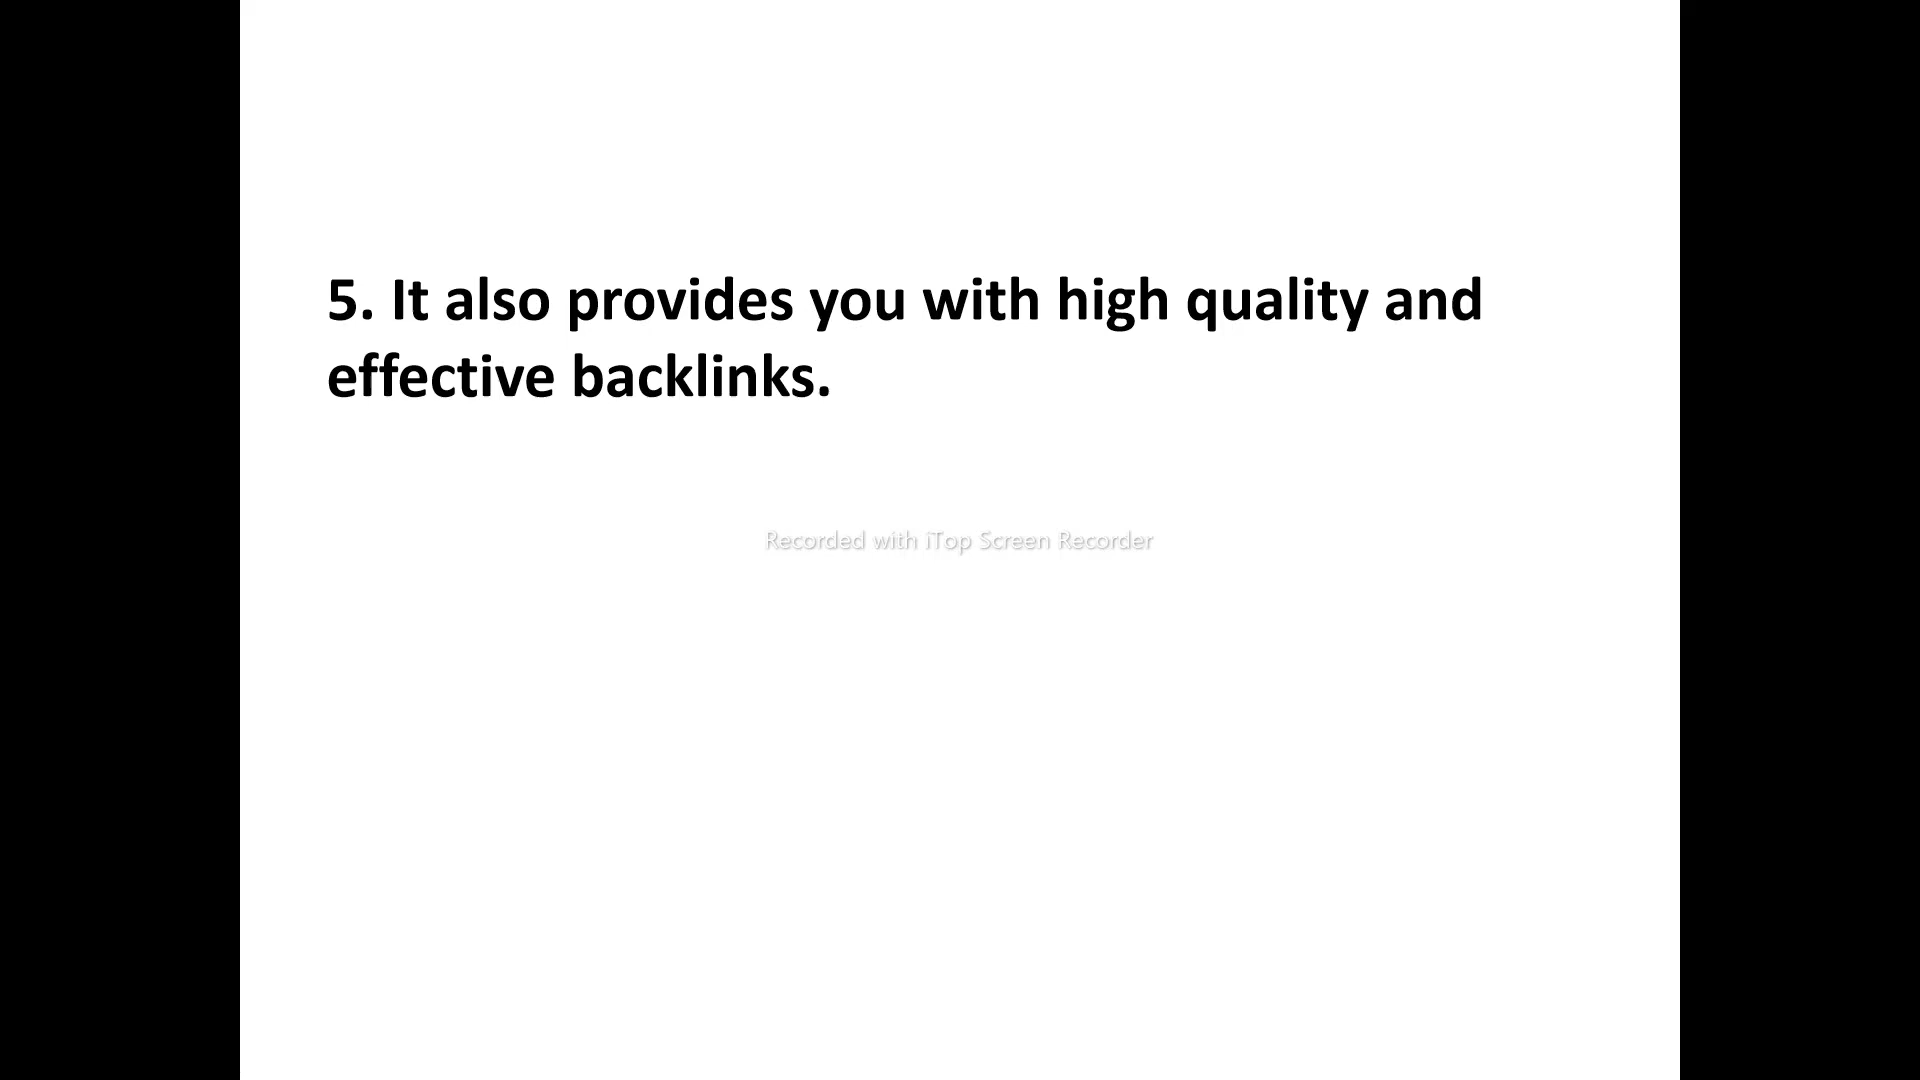 5. It also provides you with high quality and
effective backlinks.
Recorded with iTop Screen Recorder